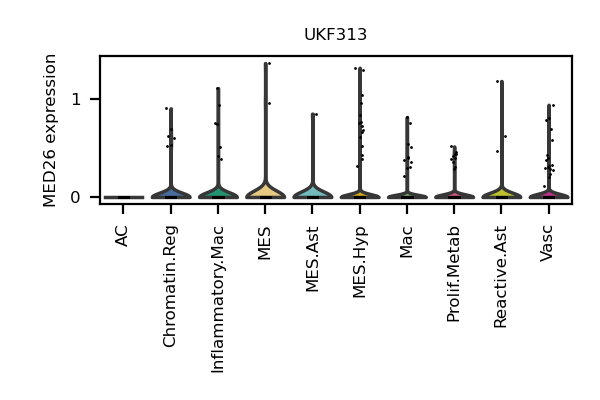 UKF313
MED26 expression
1
0
AC
Chromatin.Reg
Inflammatory.Mac
MES
MES.Ast
MES.Hyp
Mac
Prolif.Metab
Reactive.Ast
Vasc